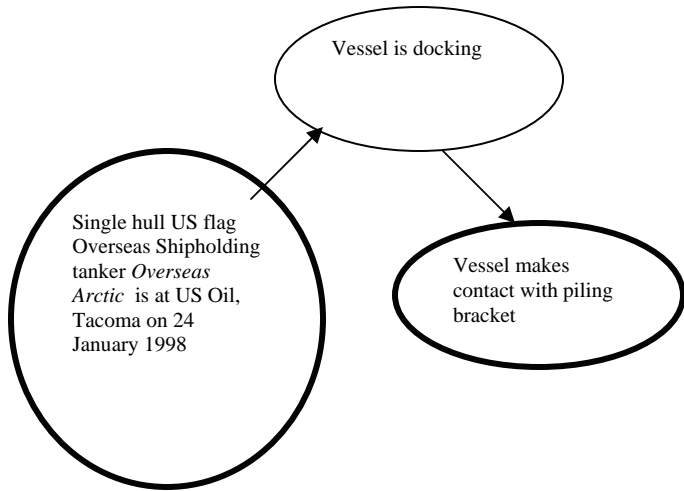 Vessel is docking
Single hull US flag
Overseas Shipholding
tanker Overseas
Arctic is at US Oil,
Tacoma on 24
January 1998
Vessel makes
contact with piling
bracket